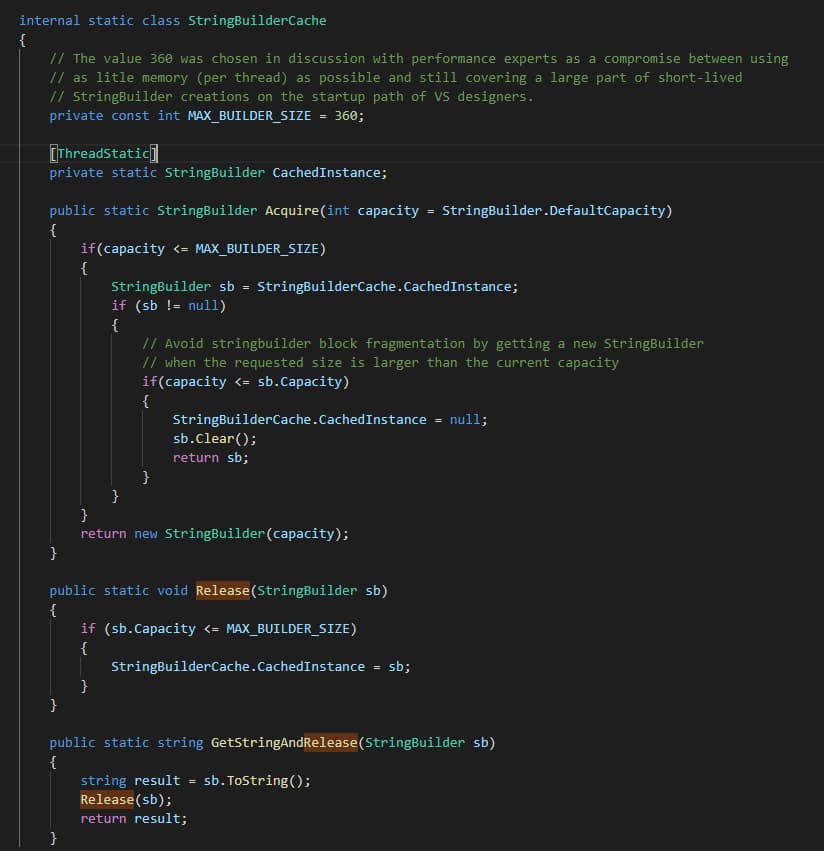 internal static class StringBuilderCache
{
    // The value 360 was chosen in discussion with performance experts as a compromise between using
    // as litle memory (per thread) as possible and still covering a large part of short-lived
    // StringBuilder creations on the startup path of VS designers.
    private const int MAX_BUILDER_SIZE = 360;

    [ThreadStatic]
    private static StringBuilder CachedInstance;

    public static StringBuilder Acquire(int capacity = StringBuilder.DefaultCapacity)
    {
        if(capacity <= MAX_BUILDER_SIZE)
        {
            StringBuilder sb = StringBuilderCache.CachedInstance;
            if (sb != null)
            {
                // Avoid stringbuilder block fragmentation by getting a new StringBuilder
                // when the requested size is larger than the current capacity
                if(capacity <= sb.Capacity)
                {
                    StringBuilderCache.CachedInstance = null;
                    sb.Clear();
                    return sb;
                }
            }
        }
        return new StringBuilder(capacity);
    }

    public static void Release(StringBuilder sb)
    {
        if (sb.Capacity <= MAX_BUILDER_SIZE)
        {
            StringBuilderCache.CachedInstance = sb;
        }
    }

    public static string GetStringAndRelease(StringBuilder sb)
    {
        string result = sb.ToString();
        Release(sb);
        return result;
    }